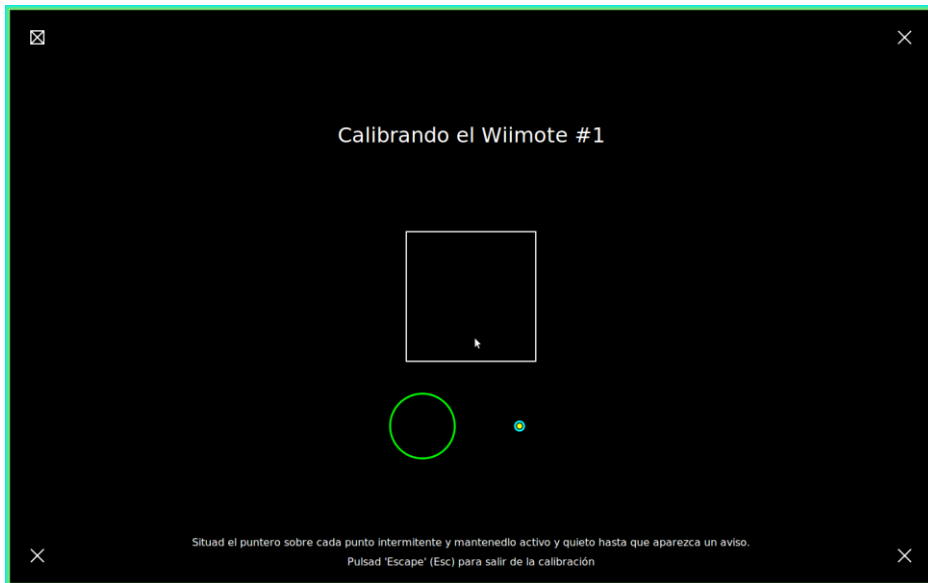 Calibrando el Wiimote #1
Situad el puntero sobre cada punto intermitente y mantenedlo activo y quieto hasta que aparezca un aviso.
Pulsad 'Escape' (Esc) para salir de la calibración